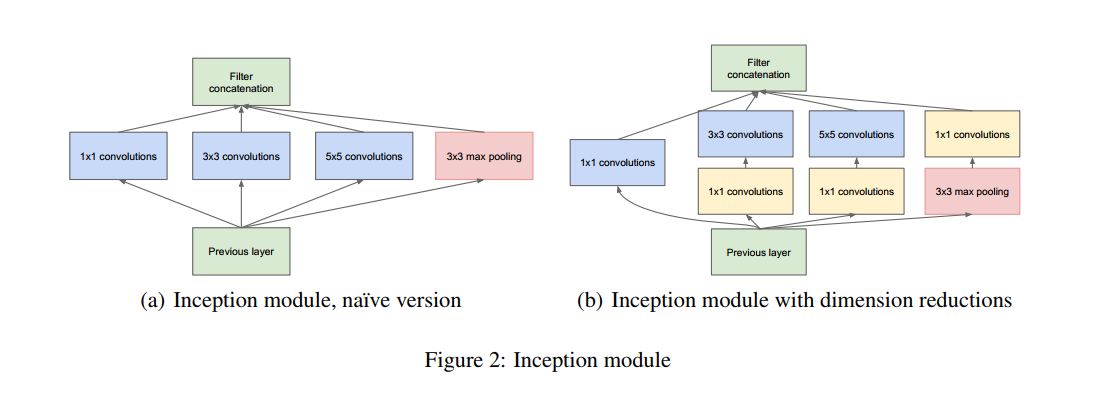 Filter
concatenation
1x1 convolutions
3x3 convolutions
5x5 convolutions
3x3 max pooling
Previous layer
(a) Inception module, naïve version
Filter
concatenation
3x3 convolutions
5x5 convolutions
1x1 convolutions
1x1 convolutions
1x1 convolutions
1x1 convolutions
3x3 max pooling
Previous layer
(b) Inception module with dimension reductions
Figure 2: Inception module